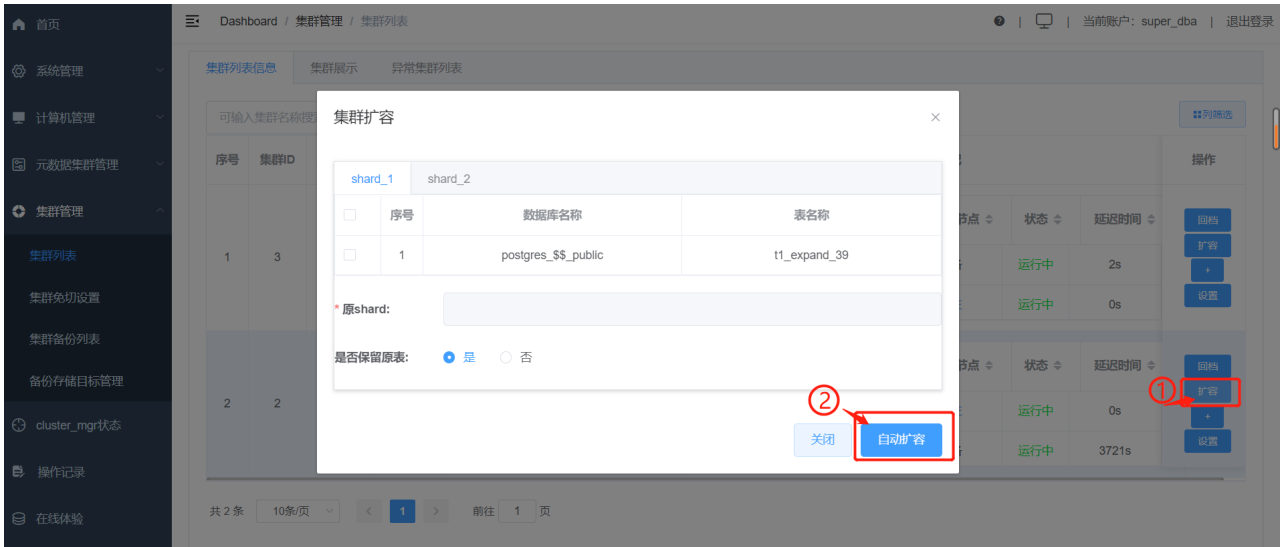 首页
Dashboard / 集群管理 / 集群列表
| | 当前账户: super_dba | 退出登录
系统管理
集群列表信息 集群展示 异常集群列表
计算机管理
可输入集群名称搜
列筛选
元数据集群管理
序号 集群ID 操作
集群管理
集群列表
集群免切设置
集群备份列表
备份存储目标管理
cluster_mgr状态
操作记录
在线体验
集群扩容
shard_1 shard_2
序号 数据库名称 表名称
1 postgres_$$_public t1_expand_39
* 原shard:
是否保留原表: 是 否
② ①
关闭 自动扩容
节点 状态 延迟时间 回档
扩容
1 3 运行中 2s +
设置
运行中 0s
节点 状态 延迟时间 回档
扩容
2 2 运行中 0s +
设置
运行中 3721s
共 2 条 10条/页 < 1 > 前往 1 页